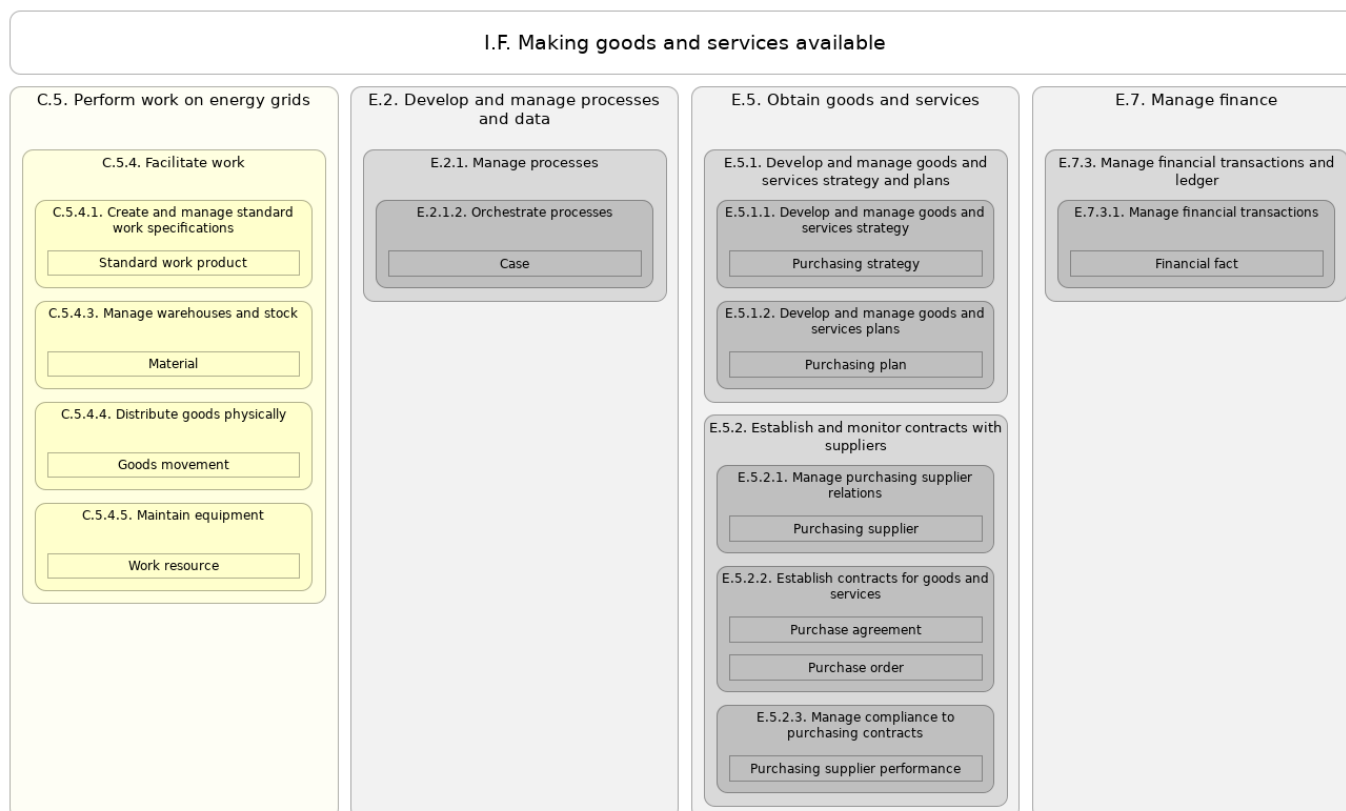 I.F. Making goods and services available
C.5. Perform work on energy grids
C.5.4. Facilitate work
C.5.4.1. Create and manage standard
work specifications
Standard work product
C.5.4.3. Manage warehouses and stock
Material
C.5.4.4. Distribute goods physically
Goods movement
C.5.4.5. Maintain equipment
Work resource
E.2. Develop and manage processes
and data
E.2.1. Manage processes
E.2.1.2. Orchestrate processes
Case
E.5. Obtain goods and services
E.5.1. Develop and manage goods and
services strategy and plans
E.5.1.1. Develop and manage goods and
services strategy
Purchasing strategy
E.5.1.2. Develop and manage goods and
services plans
Purchasing plan
E.5.2. Establish and monitor contracts with
suppliers
E.5.2.1. Manage purchasing supplier
relations
Purchasing supplier
E.5.2.2. Establish contracts for goods and
services
Purchase agreement
Purchase order
E.5.2.3. Manage compliance to
purchasing contracts
Purchasing supplier performance
E.7. Manage finance
E.7.3. Manage financial transactions and
ledger
E.7.3.1. Manage financial transactions
Financial fact